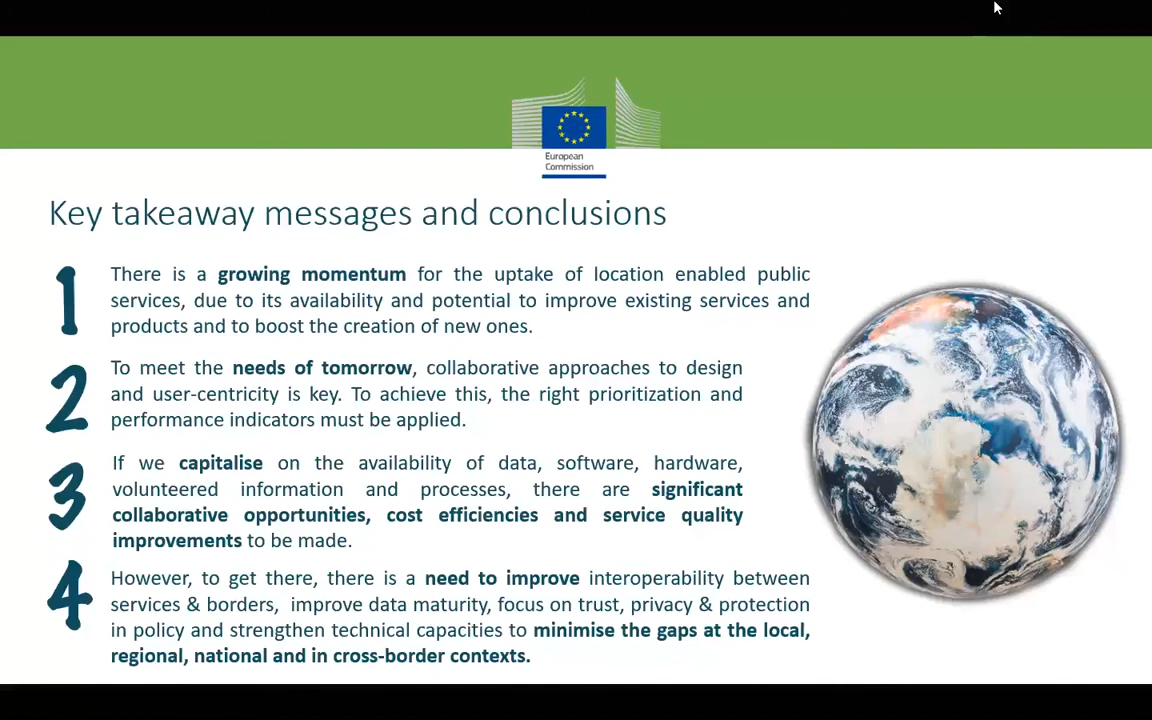 European
Commission
Key takeaway messages and conclusions
1
There is a growing momentum for the uptake of location enabled public
services, due to its availability and potential to improve existing services and
products and to boost the creation of new ones.
2
To meet the needs of tomorrow, collaborative approaches to design
and user-centricity is key. To achieve this, the right prioritization and
performance indicators must be applied.
3
If we capitalise on the availability of data, software, hardware,
volunteered information and processes, there are significant
collaborative opportunities, cost efficiencies and service quality
improvements to be made.
4
However, to get there, there is a need to improve interoperability between
services & borders, improve data maturity, focus on trust, privacy & protection
in policy and strengthen technical capacities to minimise the gaps at the local,
regional, national and in cross-border contexts.